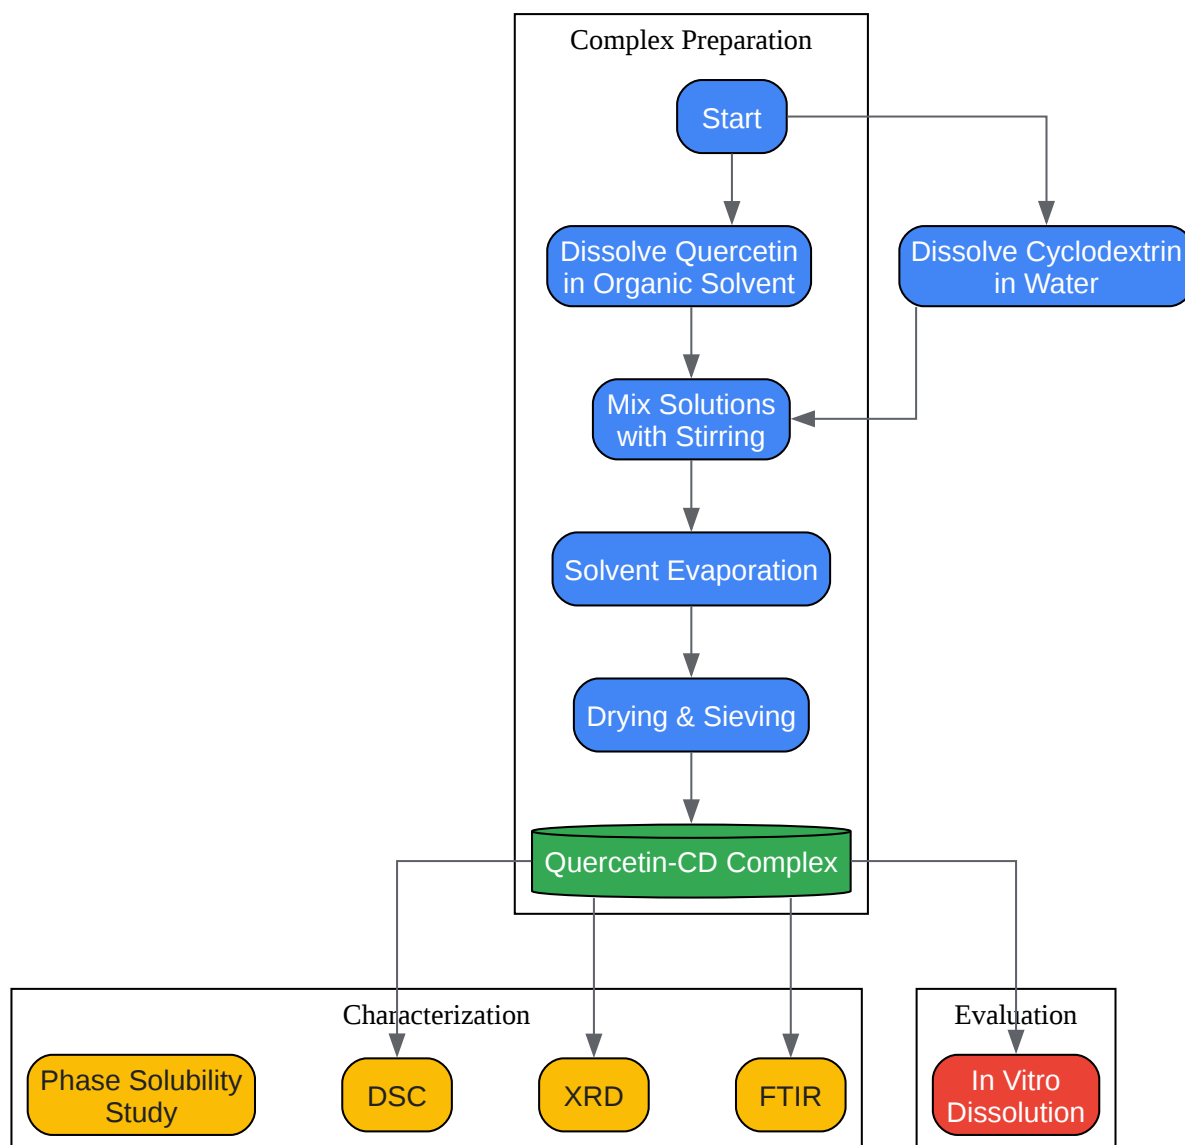 Complex Preparation
Start
Dissolve Quercetin
in Organic Solvent
Dissolve Cyclodextrin
in Water
Mix Solutions
with Stirring
Solvent Evaporation
Drying & Sieving
Quercetin-CD Complex
Characterization
Evaluation
Phase Solubility
Study
DSC
XRD
FTIR
In Vitro
Dissolution